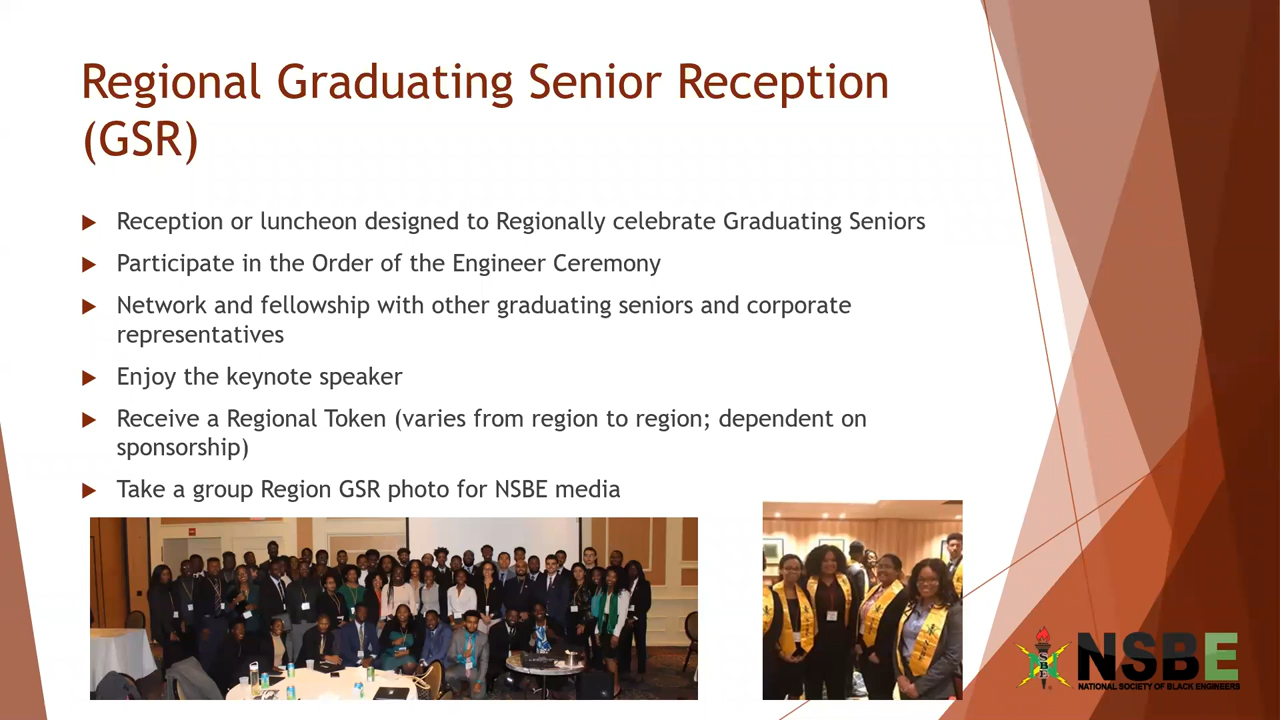 Regional Graduating Senior Reception
(GSR)
Reception or luncheon designed to Regionally celebrate Graduating Seniors
Participate in the Order of the Engineer Ceremony
Network and fellowship with other graduating seniors and corporate
representatives
Enjoy the keynote speaker
Receive a Regional Token (varies from region to region; dependent on
sponsorship)
Take a group Region GSR photo for NSBE media
NSBE
NATIONAL SOCIETY OF BLACK ENGINEERS